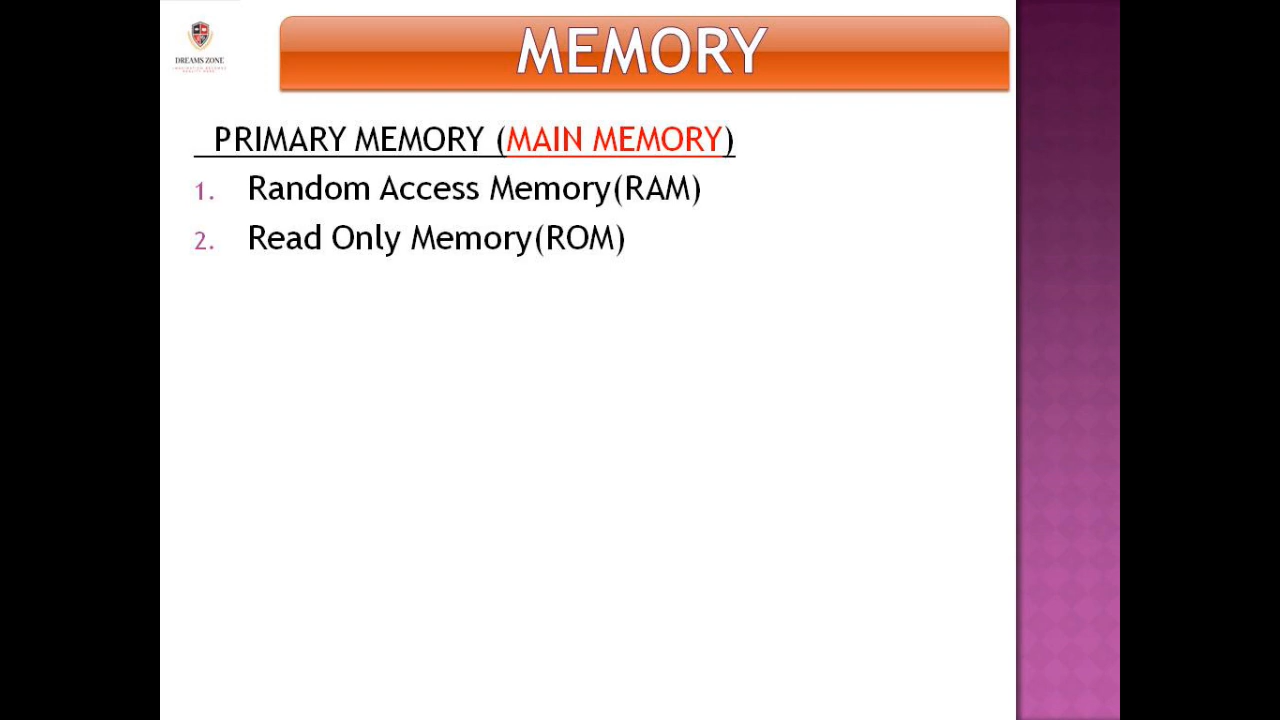 MEMORY
DREAMS ZONE
PRIMARY MEMORY (MAIN MEMORY)
1. Random Access Memory(RAM)
2. Read Only Memory(ROM)